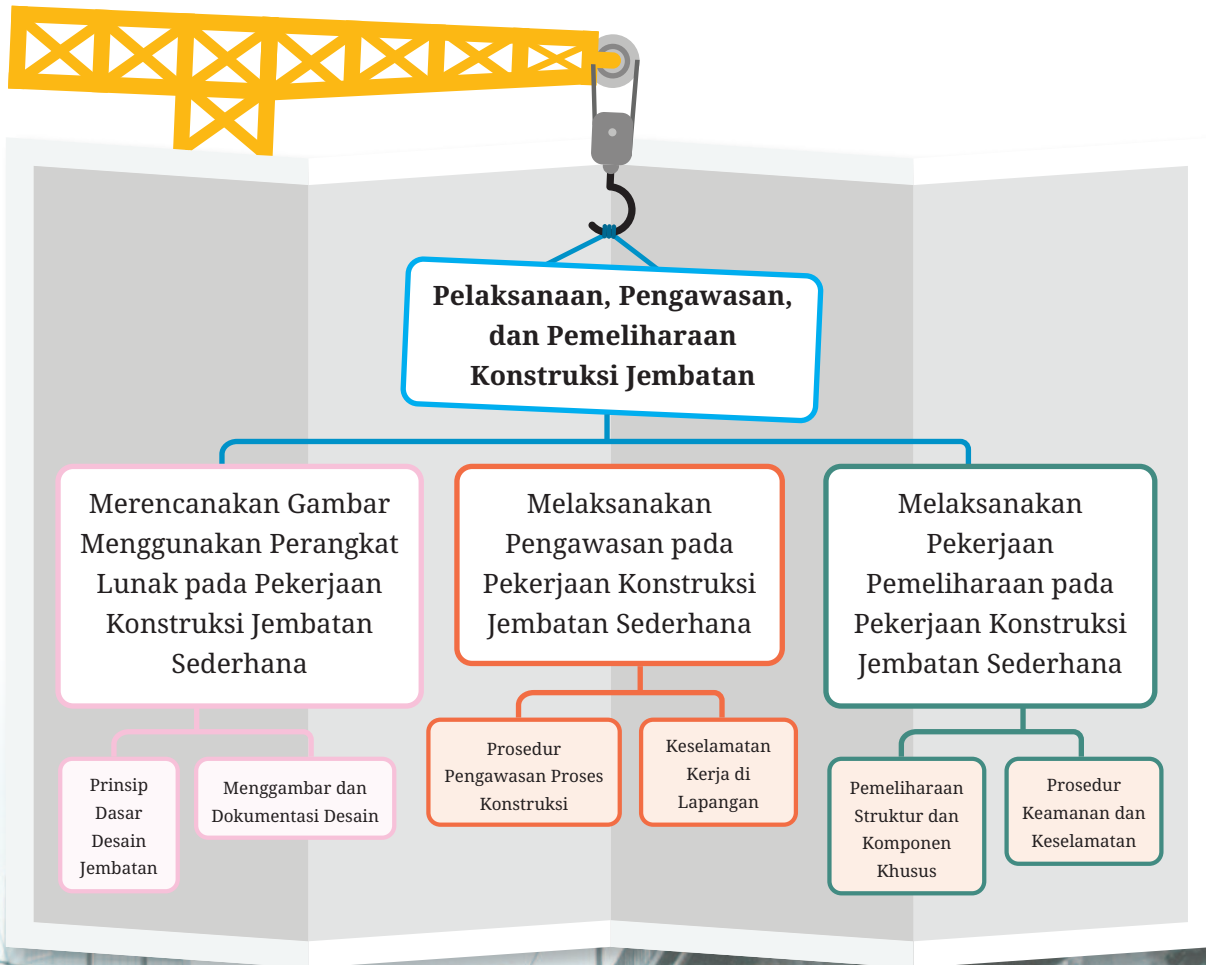 Pelaksanaan, Pengawasan,
dan Pemeliharaan
Konstruksi Jembatan
Merencanakan Gambar
Menggunakan Perangkat
Lunak pada Pekerjaan
Konstruksi Jembatan
Sederhana
Melaksanakan
Pengawasan pada
Pekerjaan Konstruksi
Jembatan Sederhana
Melaksanakan
Pekerjaan
Pemeliharaan pada
Pekerjaan Konstruksi
Jembatan Sederhana
Prinsip
Dasar
Desain
Jembatan
Menggambar dan
Dokumentasi Desain
Prosedur
Pengawasan Proses
Konstruksi
Keselamatan
Kerja di
Lapangan
Pemeliharaan
Struktur dan
Komponen
Khusus
Prosedur
Keamanan dan
Keselamatan